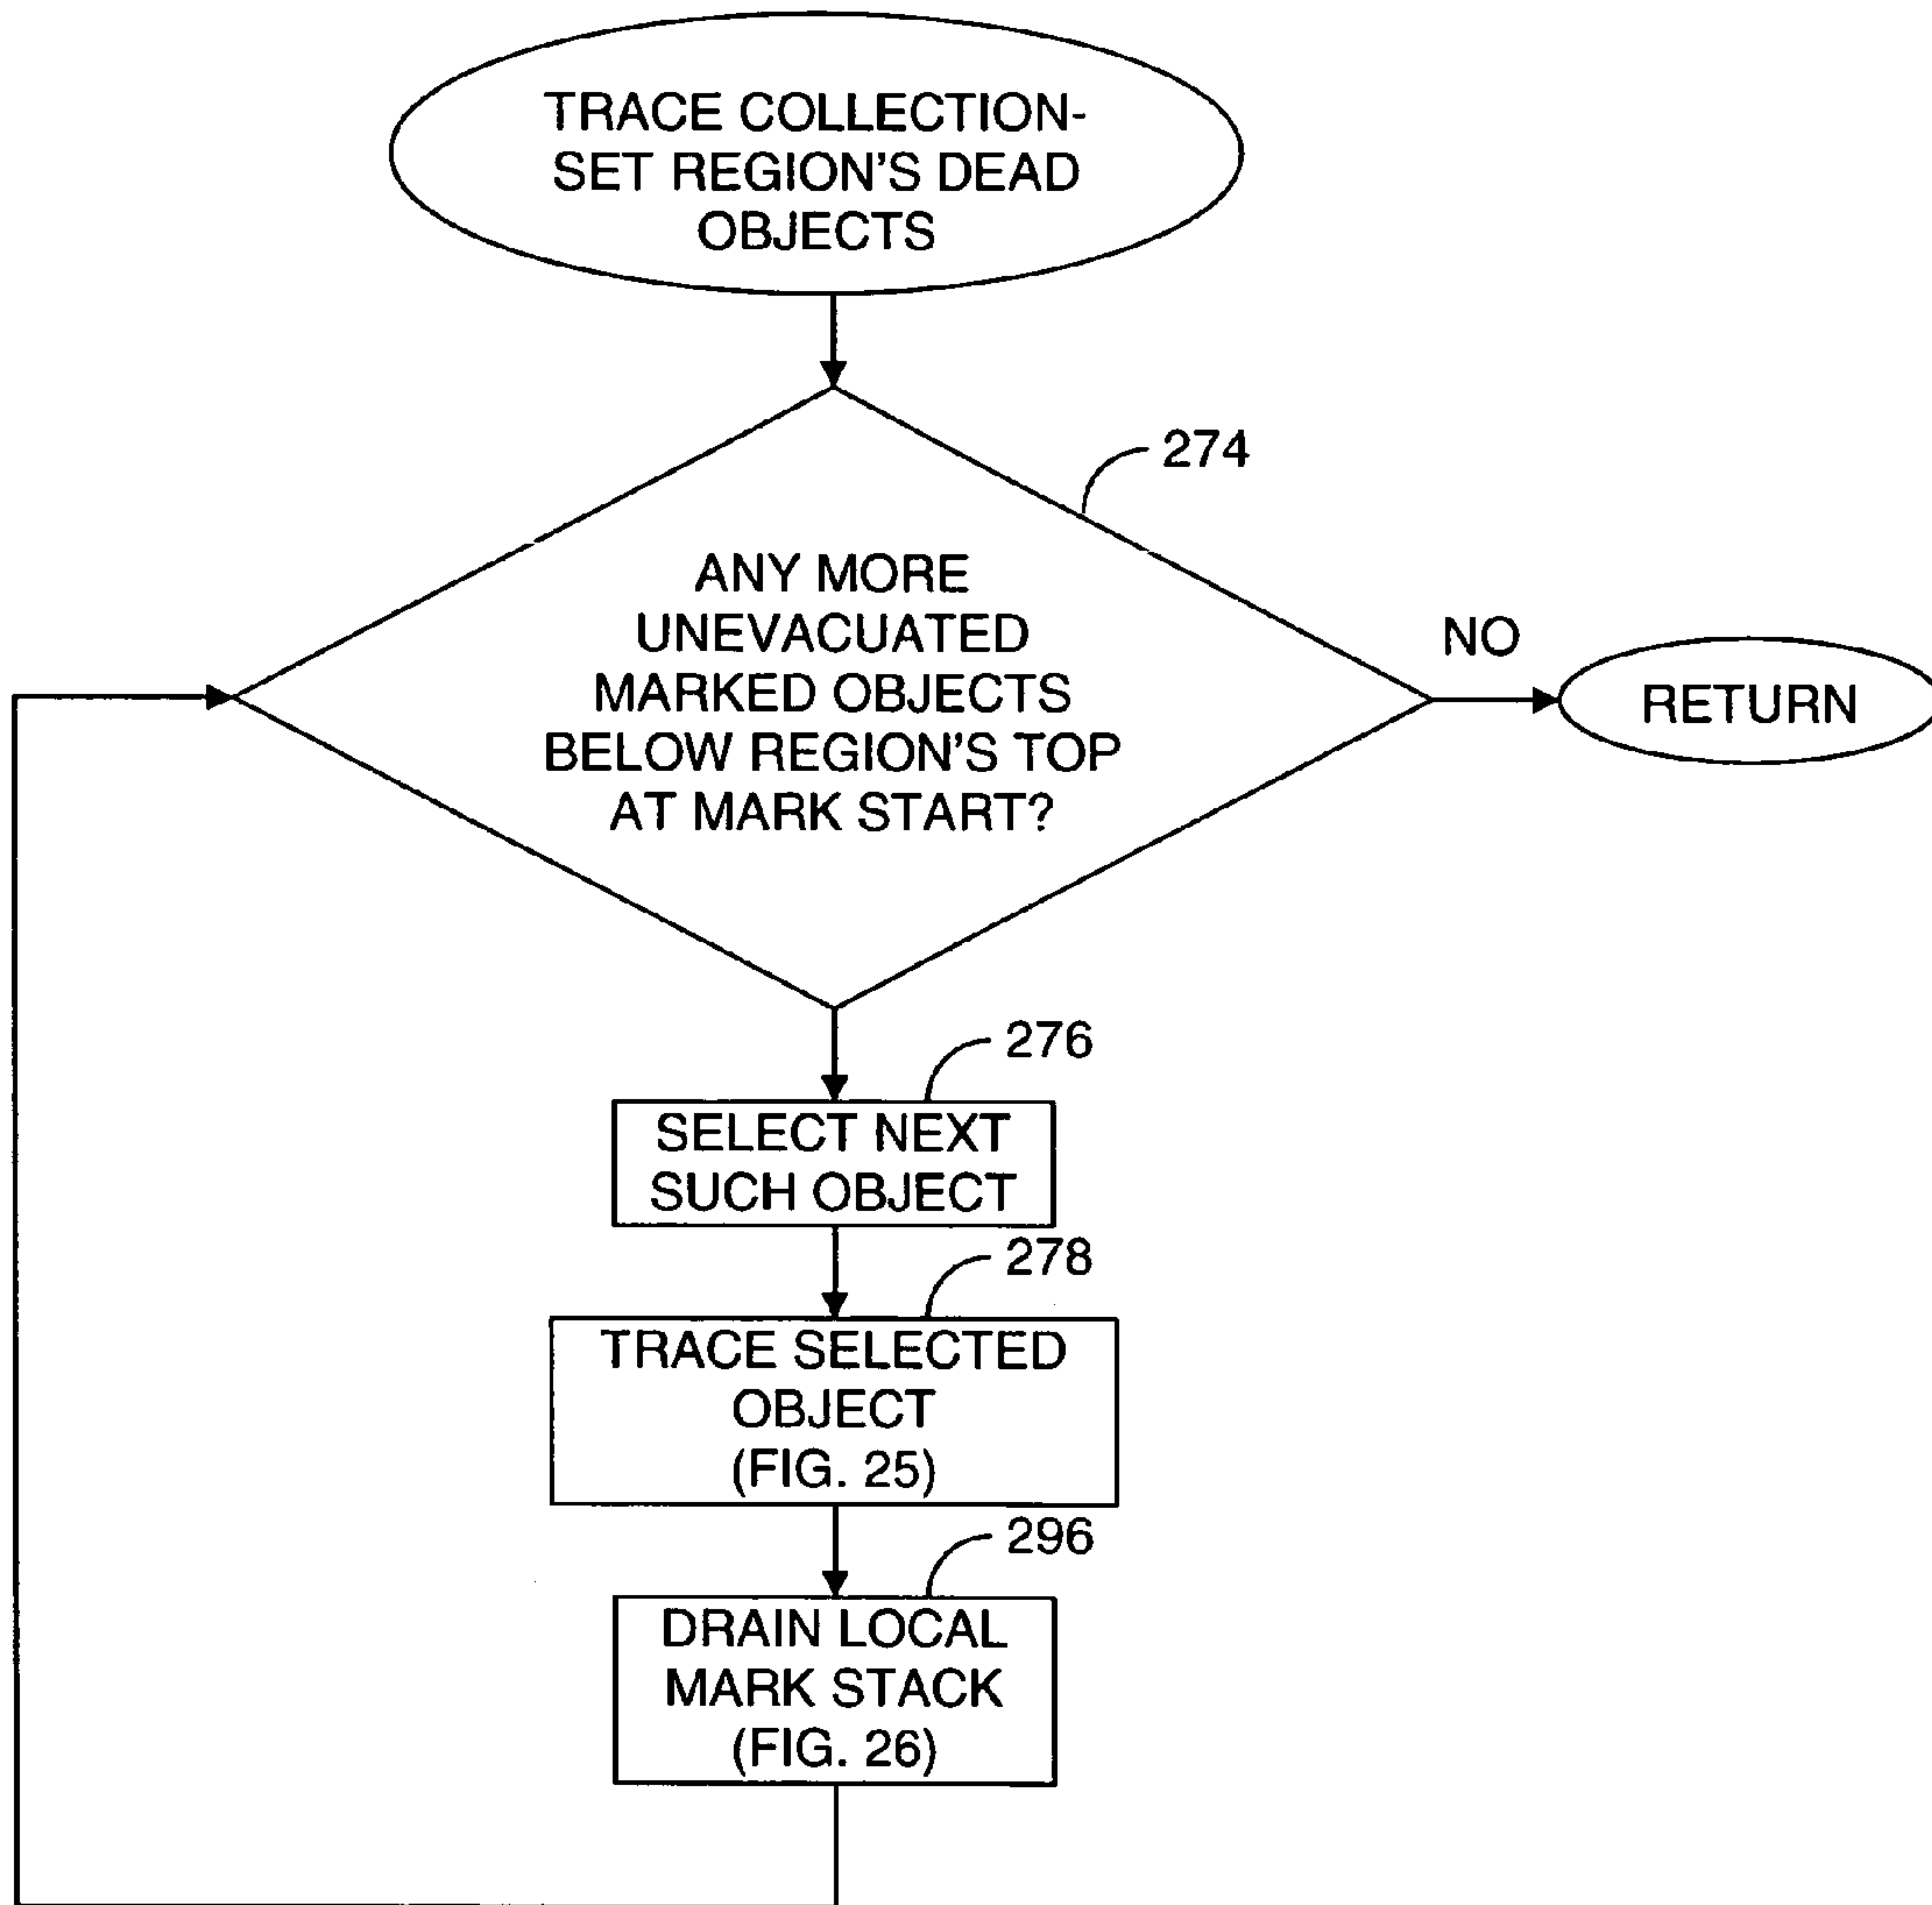 TRACE COLLECTION-
SET REGION'S DEAD
OBJECTS
274
ANY MORE
UNEVACUATED
MARKED OBJECTS
BELOW REGION'S TOP
AT MARK START?
NO
RETURN
276
SELECT NEXT
SUCH OBJECT
278
TRACE SELECTED
OBJECT
(FIG. 25)
296
DRAIN LOCAL
MARK STACK
(FIG. 26)